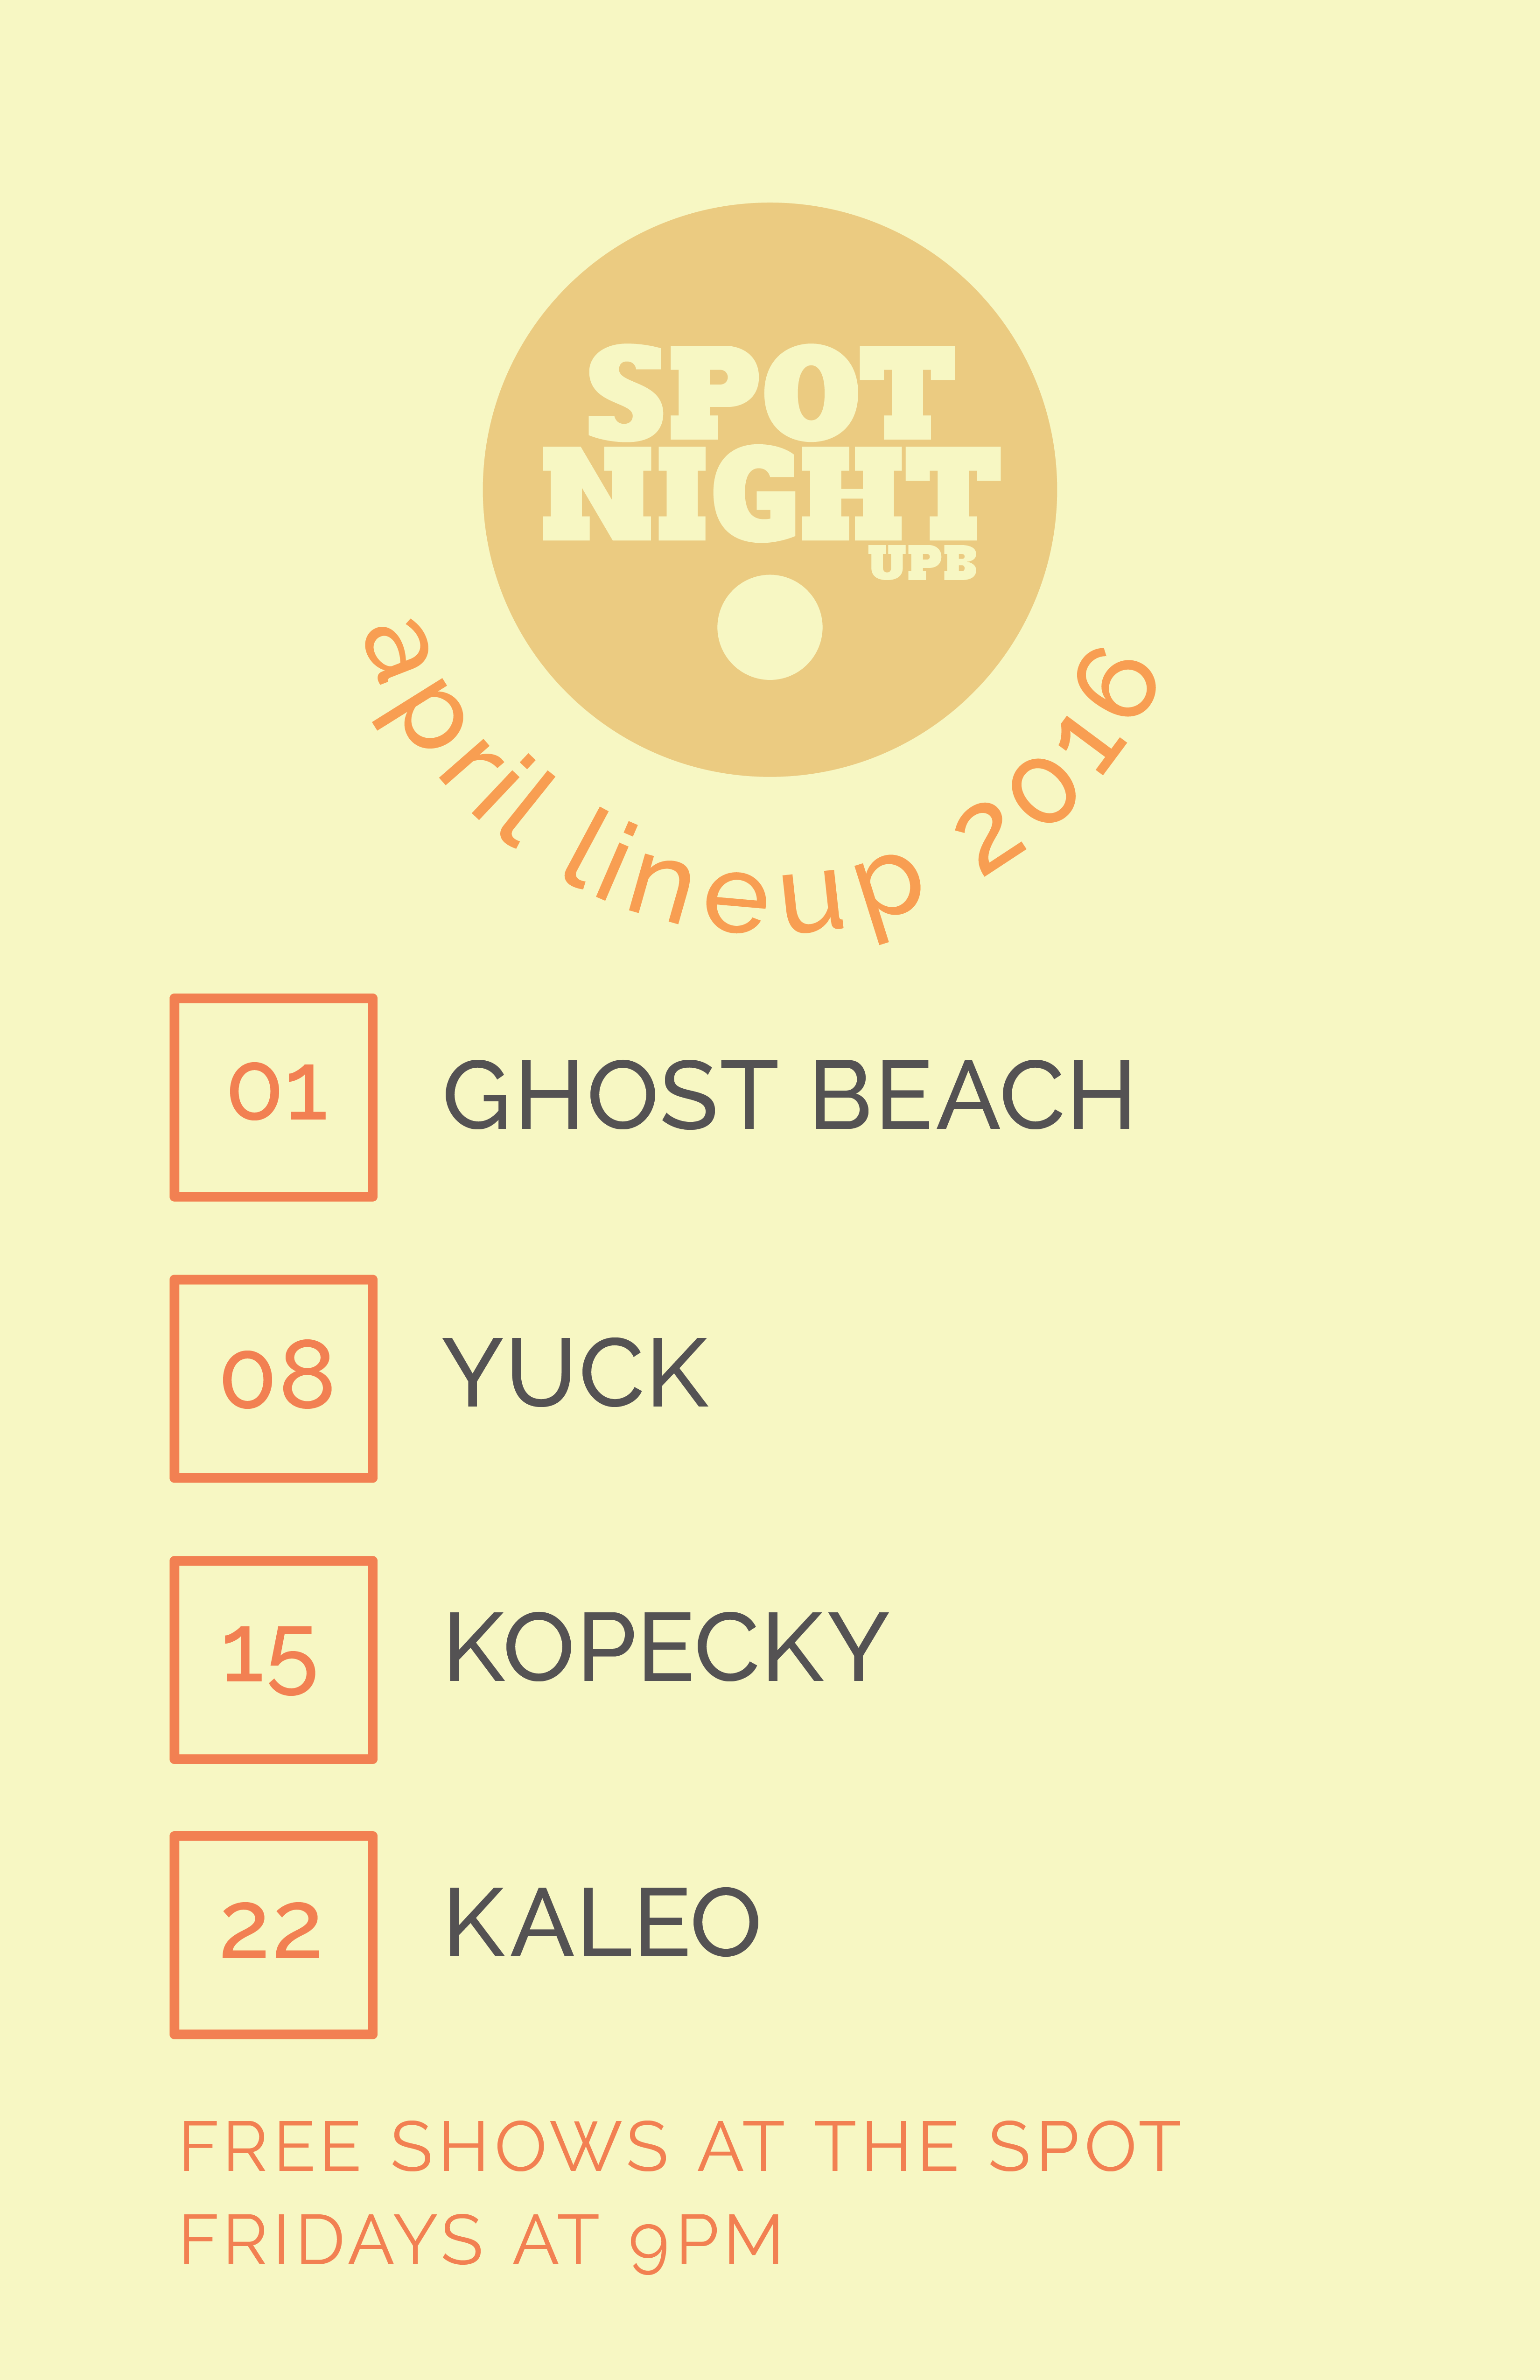 SPOT
NIGHT
UPB
april lineup 2016
01 GHOST BEACH
08 YUCK
15 KOPECKY
22 KALEO
FREE SHOWS AT THE SPOT
FRIDAYS AT 9PM